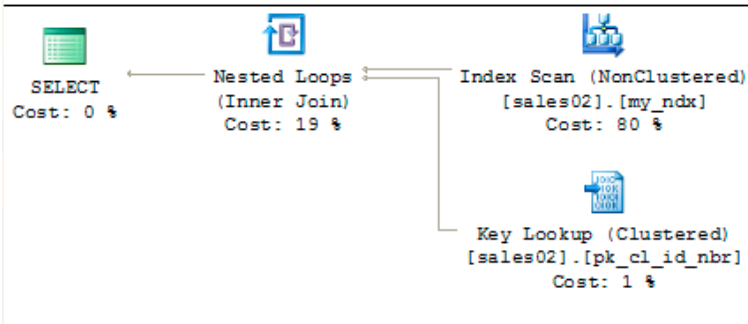 SELECT
Cost: 0 %
Nested Loops
(Inner Join)
Cost: 19 %
Index Scan (NonClustered)
[sales02].[my_ndx]
Cost: 80 %
Key Lookup (Clustered)
[sales02].[pk_cl_id_nbr]
Cost: 1 %